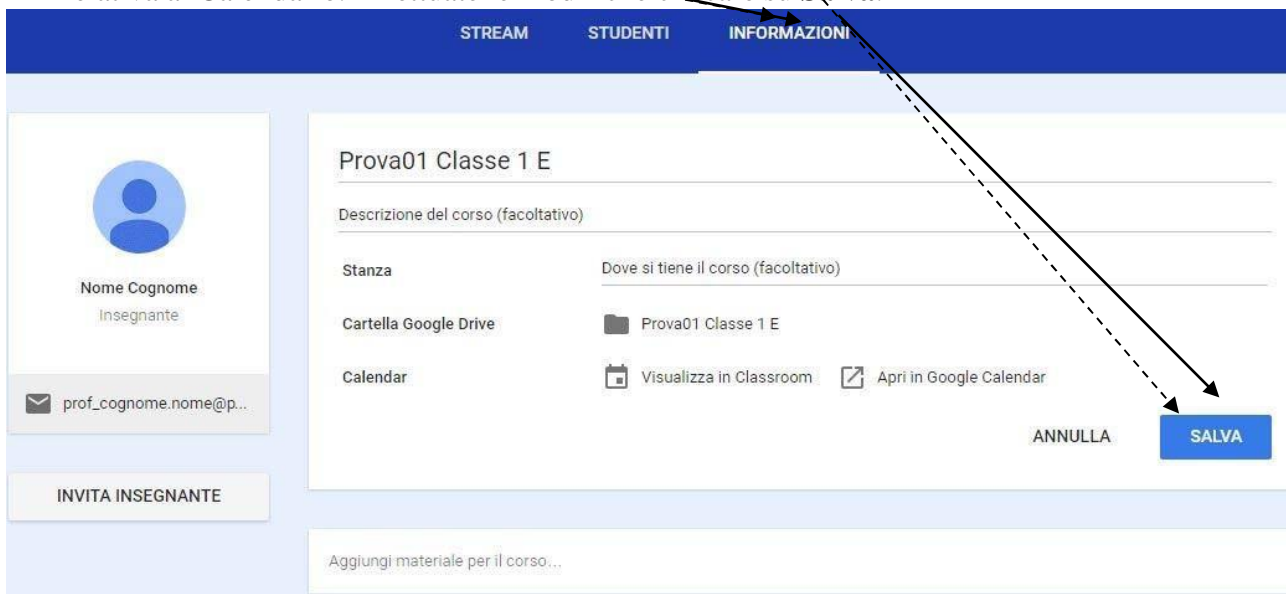 STREAM STUDENTI INFORMAZIONI
Prova01 Classe 1 E
Descrizione del corso (facoltativo)
Stanza Dove si tiene il corso (facoltativo)
Nome Cognome
Insegnante
Cartella Google Drive Prova01 Classe 1 E
Calendar Visualizza in Classroom Apri in Google Calendar
prof_cognome.nome@p...
ANNULLA SALVA
INVITA INSEGNANTE
Aggiungi materiale per il corso...